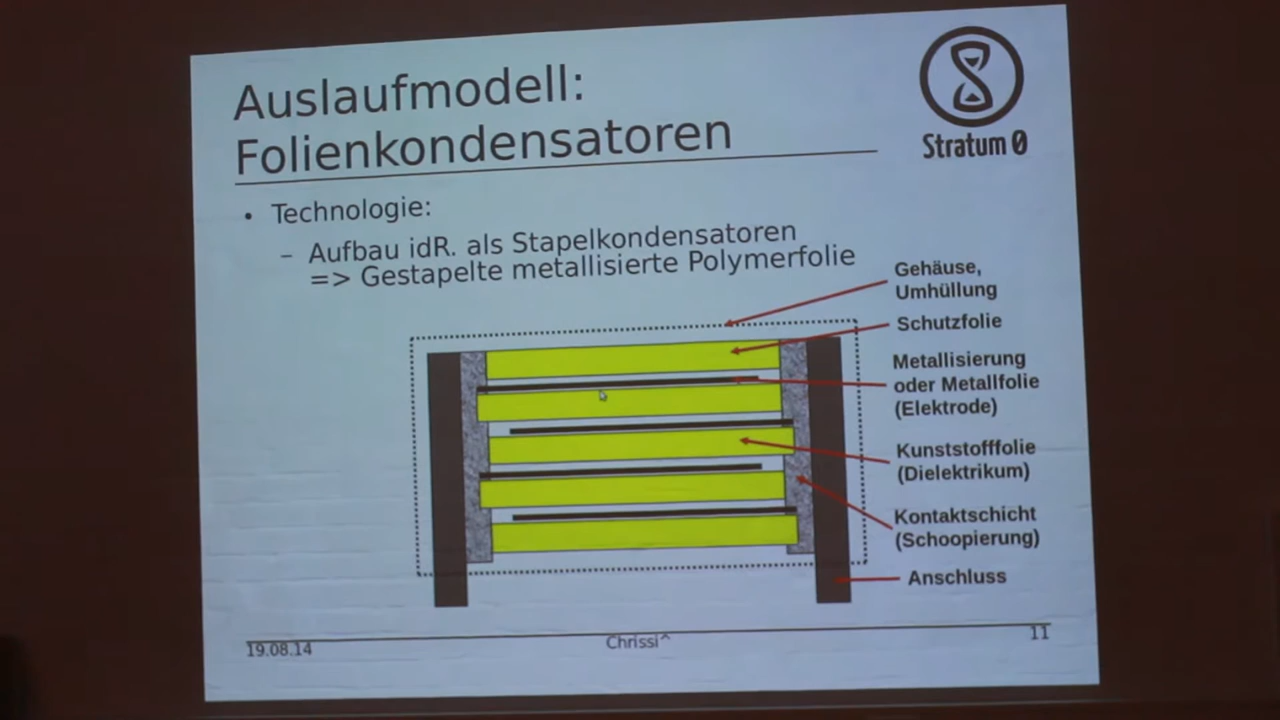 Auslaufmodell:
Folienkondensatoren
Stratum 0
• Technologie:
– Aufbau idR. als Stapelkondensatoren
=> Gestapelte metallisierte Polymerfolie
Gehäuse,
Umhüllung
Schutzfolie
Metallisierung
oder Metallfolie
(Elektrode)
Kunststofffolie
(Dielektrikum)
Kontaktschicht
(Schoopierung)
Anschluss
19.08.14
Chrissi^
11